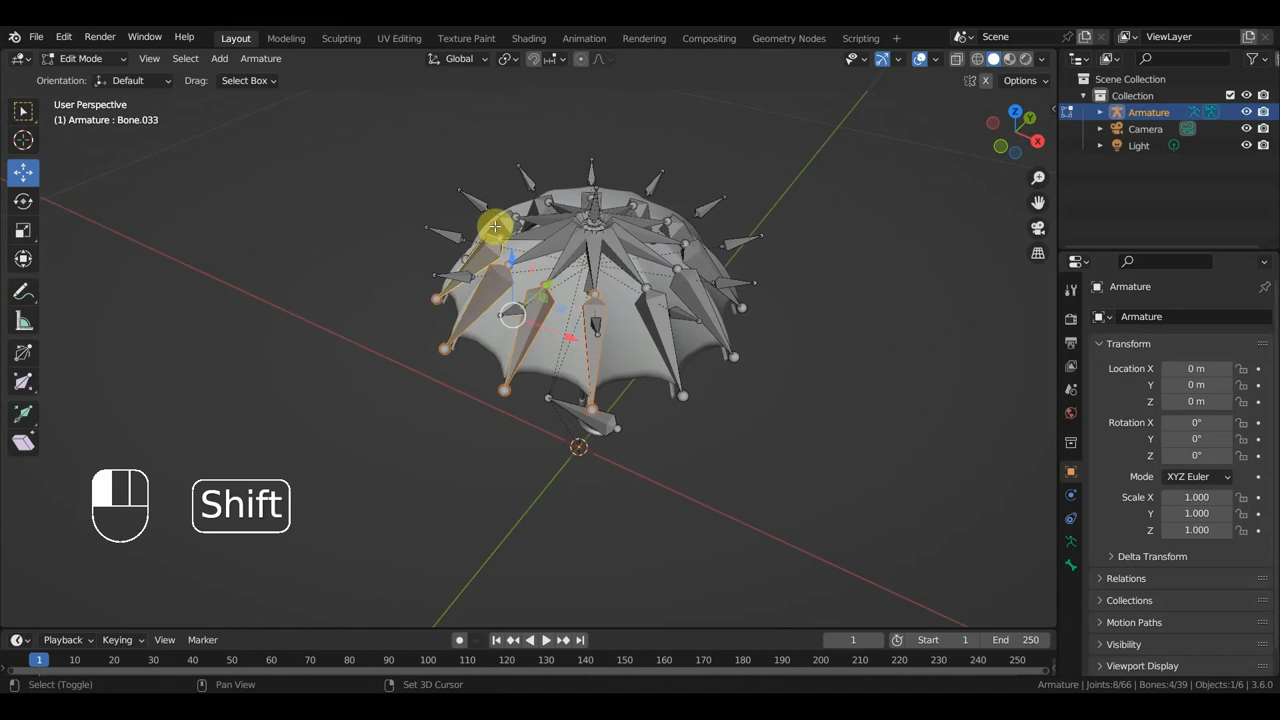 File Edit Render Window Help Layout Modeling Sculpting UV Editing Texture Paint Shading Animation Rendering Compositing Geometry Nodes Scripting + Scene ViewLayer
Edit Mode View Select Add Armature Global
Orientation: Default Drag: Select Box X Options
User Perspective
(1) Armature : Bone.033
Z
Y
X
Scene Collection
Collection
Armature
Camera
Light
Armature
Armature
Transform
Location X 0 m
Y 0 m
Z 0 m
Rotation X 0°
Y 0°
Z 0°
Mode XYZ Euler
Scale X 1.000
Y 1.000
Z 1.000
Delta Transform
Relations
Collections
Motion Paths
Visibility
Viewport Display
Shift
Playback Keying View Marker 1 Start 1 End 250
1 10 20 30 40 50 60 70 80 90 100 110 120 130 140 150 160 170 180 190 200 210 220 230 240 250
Select (Toggle) Pan View Set 3D Cursor Armature | Joints:8/66 | Bones:4/39 | Objects:1/6 | 3.6.0